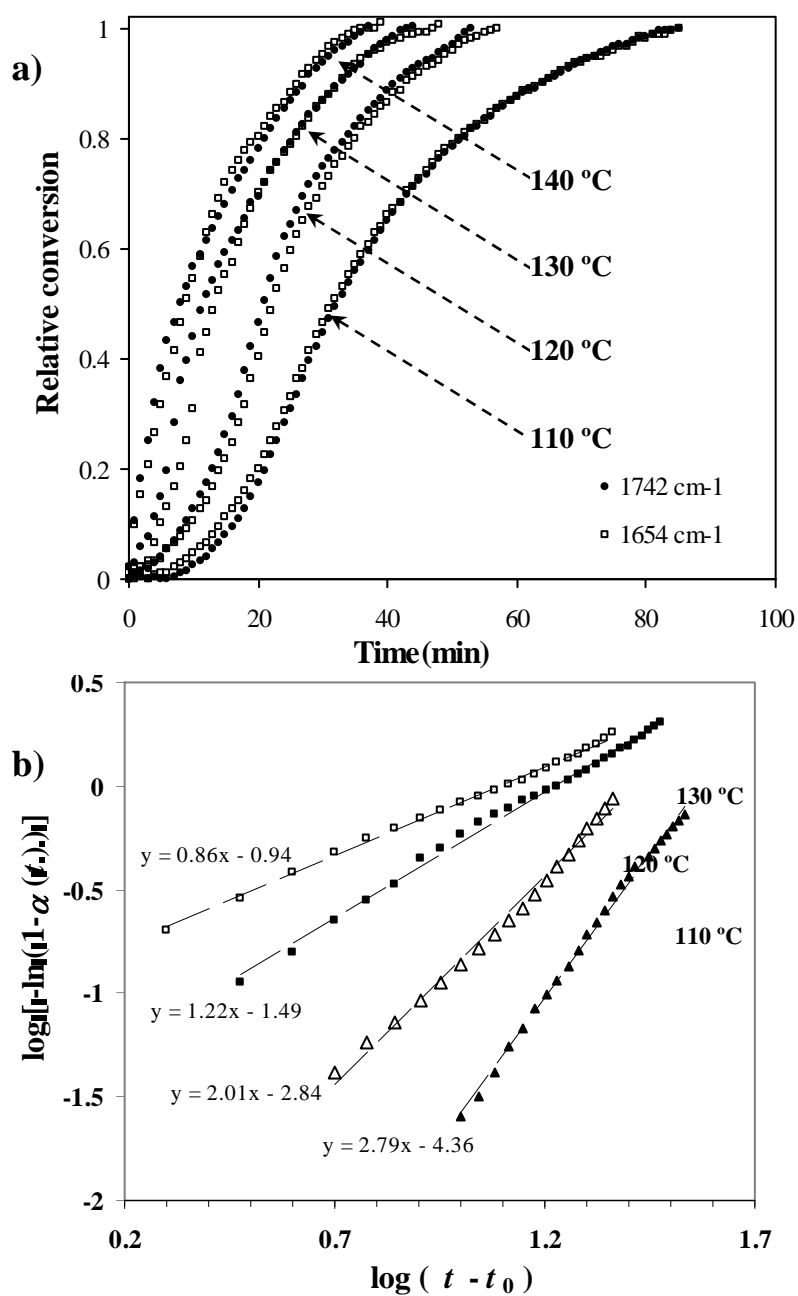 a)
1
0.8
0.6
0.4
0.2
0
Relative conversion
140 ºC
130 ºC
120 ºC
110 ºC
1742 cm-1
1654 cm-1
0 20 40 60 80 100
Time (min)
b)
0.5
0
-0.5
-1
-1.5
-2
log[-ln(1-α(t))]
130 ºC
120 ºC
110 ºC
y = 0.86x - 0.94
y = 1.22x - 1.49
y = 2.01x - 2.84
y = 2.79x - 4.36
0.2 0.7 1.2 1.7
log ( t - t0 )